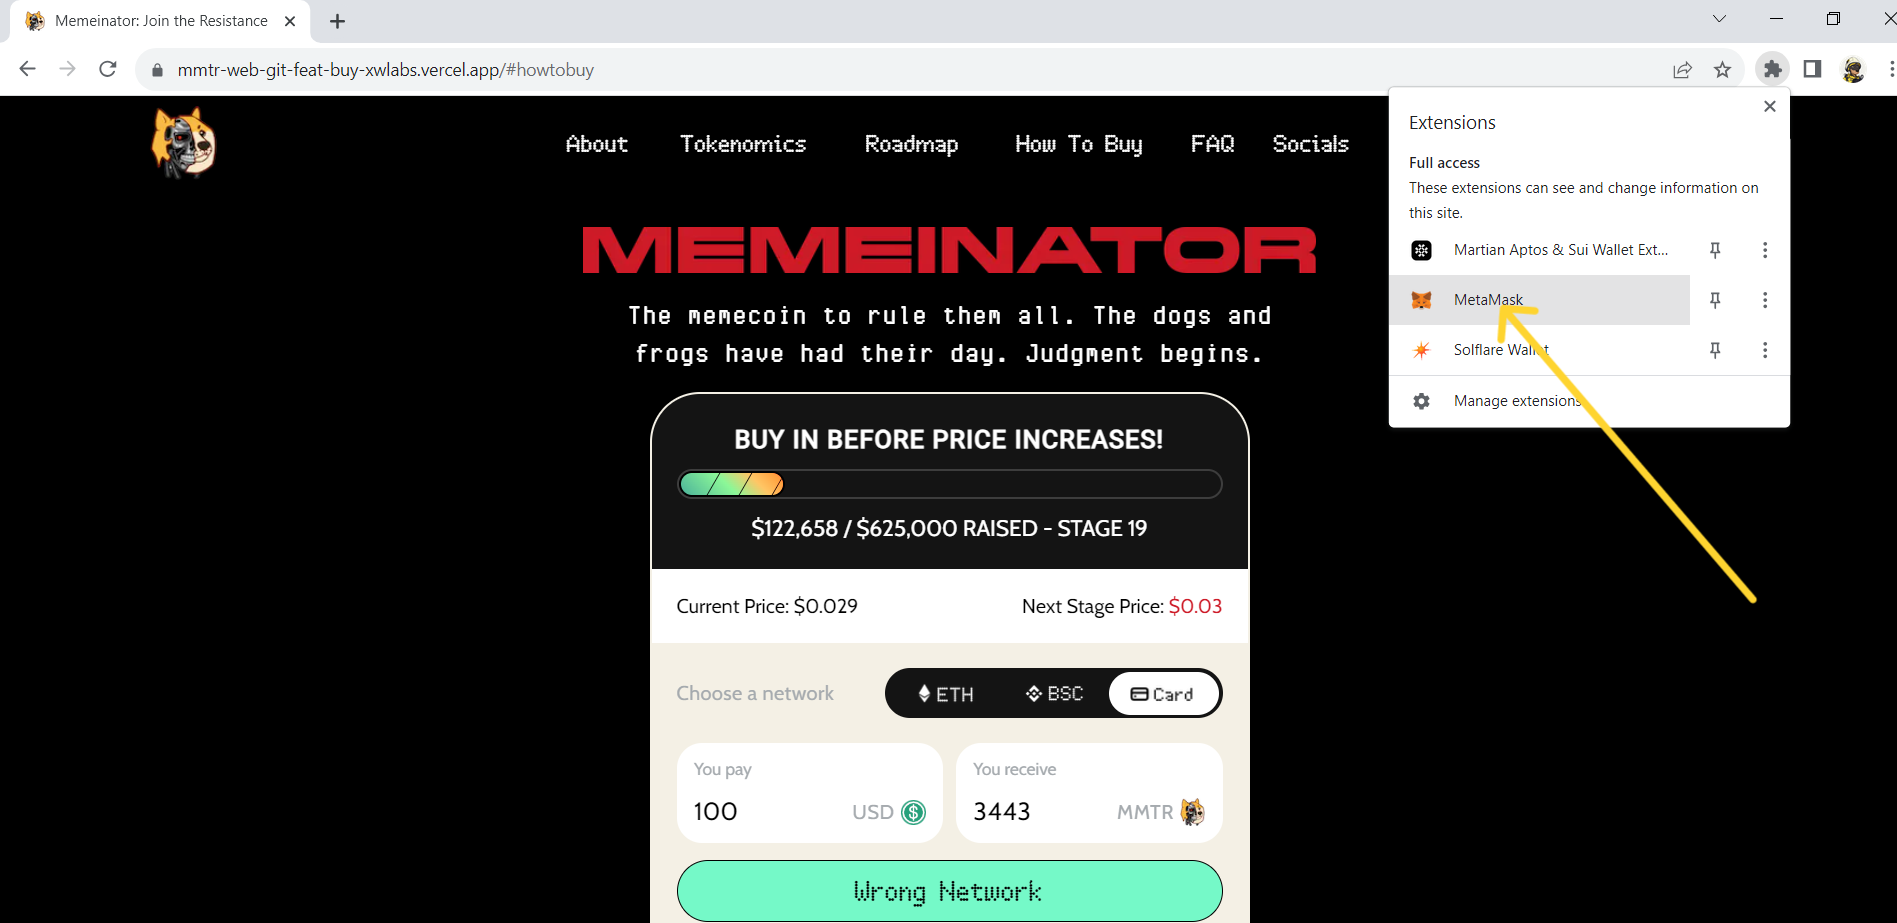 Memeinator: Join the Resistance
mmtr-web-git-feat-buy-xwlabs.vercel.app/#howtobuy
About Tokenomics Roadmap How To Buy FAQ Socials
Extensions
Full access
These extensions can see and change information on
this site.
Martian Aptos & Sui Wallet Ext...
MetaMask
Solflare Wallet
Manage extensions
MEMEINATOR
The memecoin to rule them all. The dogs and
frogs have had their day. Judgment begins.
BUY IN BEFORE PRICE INCREASES!
$122,658 / $625,000 RAISED - STAGE 19
Current Price: $0.029 Next Stage Price: $0.03
Choose a network ETH BSC Card
You pay You receive
100 USD 3443 MMTR
Wrong Network